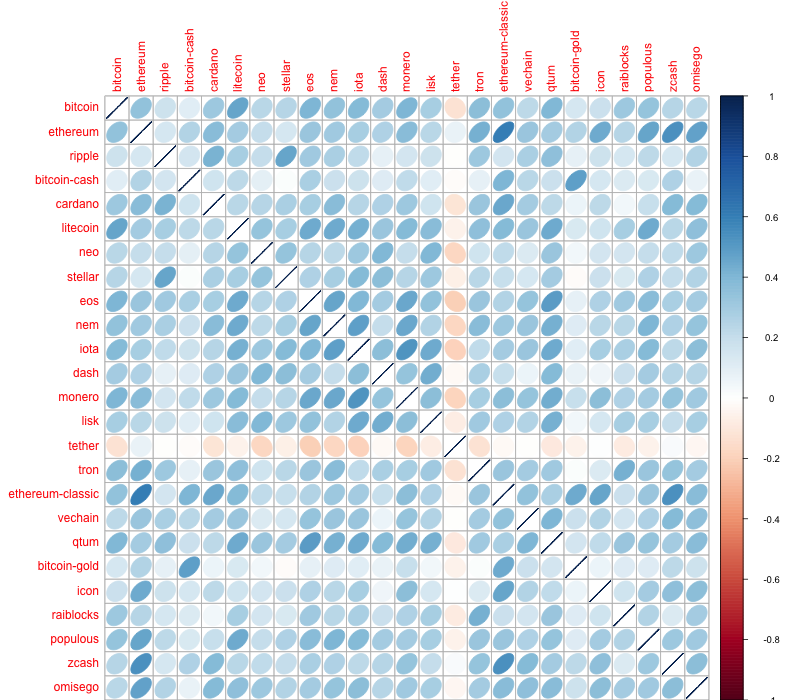 bitcoin
ethereum
ripple
bitcoin-cash
cardano
litecoin
neo
stellar
eos
nem
iota
dash
monero
lisk
tether
tron
ethereum-classic
vechain
qtum
bitcoin-gold
icon
raiblocks
populous
zcash
omisego
bitcoin
ethereum
ripple
bitcoin-cash
cardano
litecoin
neo
stellar
eos
nem
iota
dash
monero
lisk
tether
tron
ethereum-classic
vechain
qtum
bitcoin-gold
icon
raiblocks
populous
zcash
omisego
1
0.8
0.6
0.4
0.2
0
-0.2
-0.4
-0.6
-0.8
-1